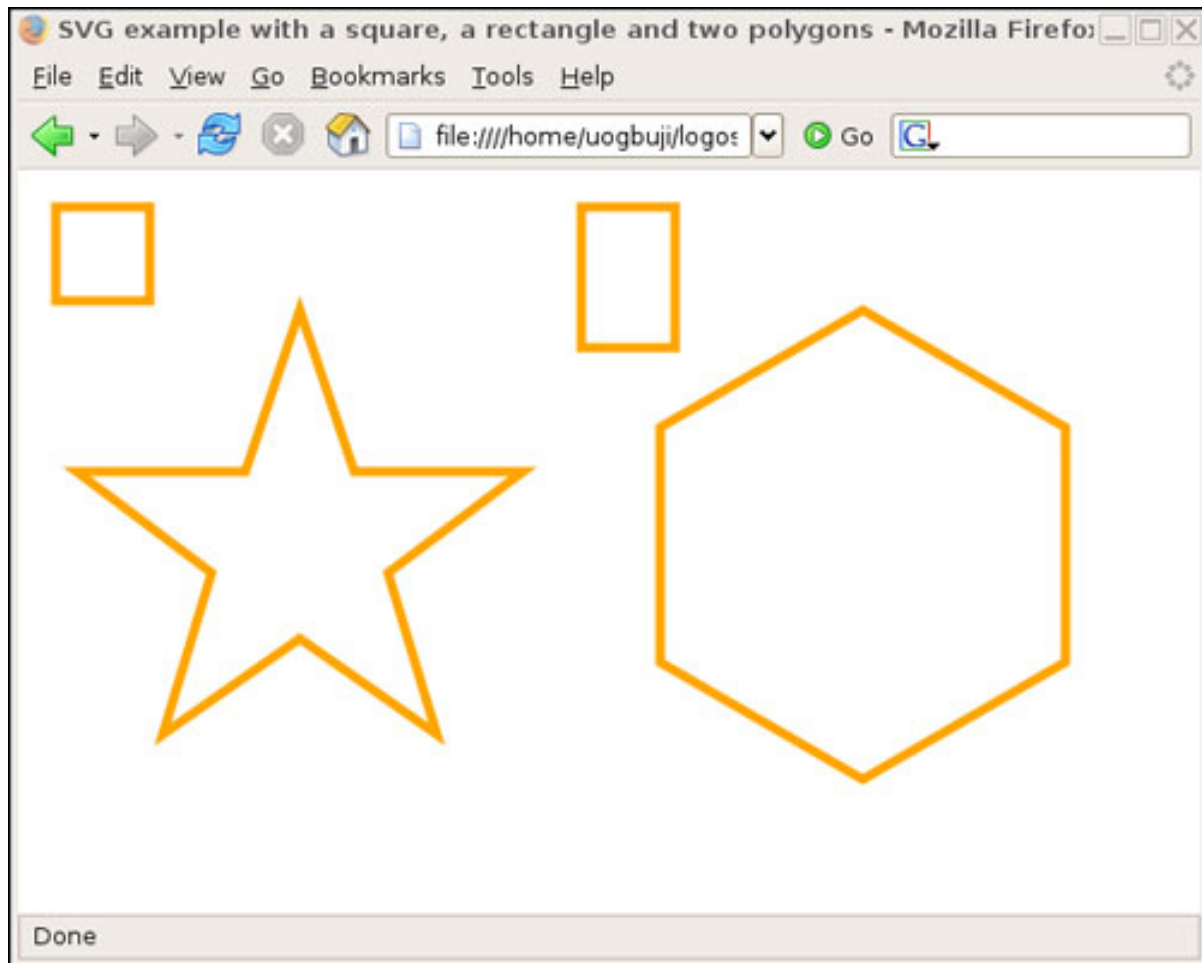 SVG example with a square, a rectangle and two polygons - Mozilla Firefo
File Edit View Go Bookmarks Tools Help
file:////home/uogbuji/logos Go G
Done